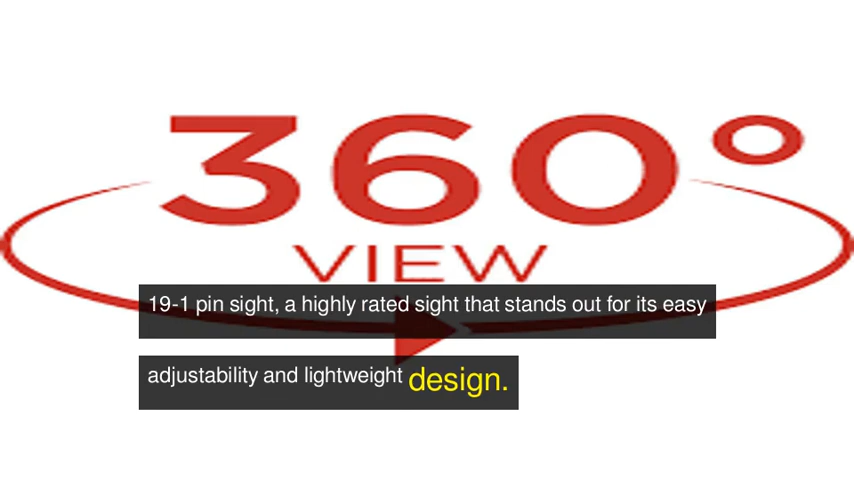 360°
VIEW
19-1 pin sight, a highly rated sight that stands out for its easy
adjustability and lightweight design.